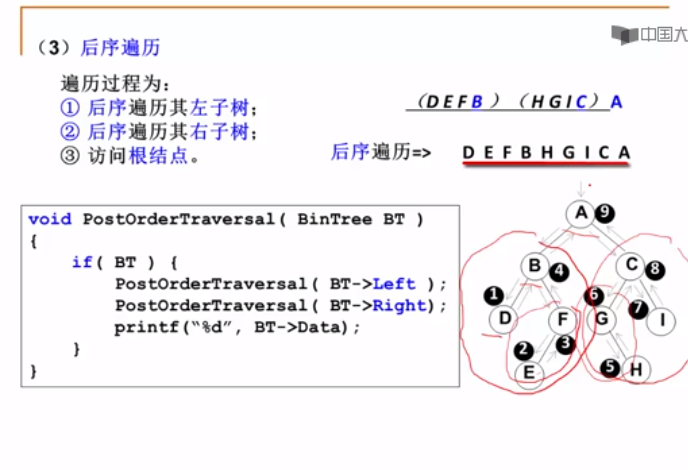 中国大
（3）后序遍历
遍历过程为：
① 后序遍历其左子树；
② 后序遍历其右子树；
③ 访问根结点。
（D E F B ）（H G I C ）A
后序遍历=> D E F B H G I C A
void PostOrderTraversal( BinTree BT )
{
if( BT ) {
PostOrderTraversal( BT->Left );
PostOrderTraversal( BT->Right);
printf(“%d”, BT->Data);
}
}
A 9
B 4 C 8
1 6 7
D F G I
2 3 5
E H